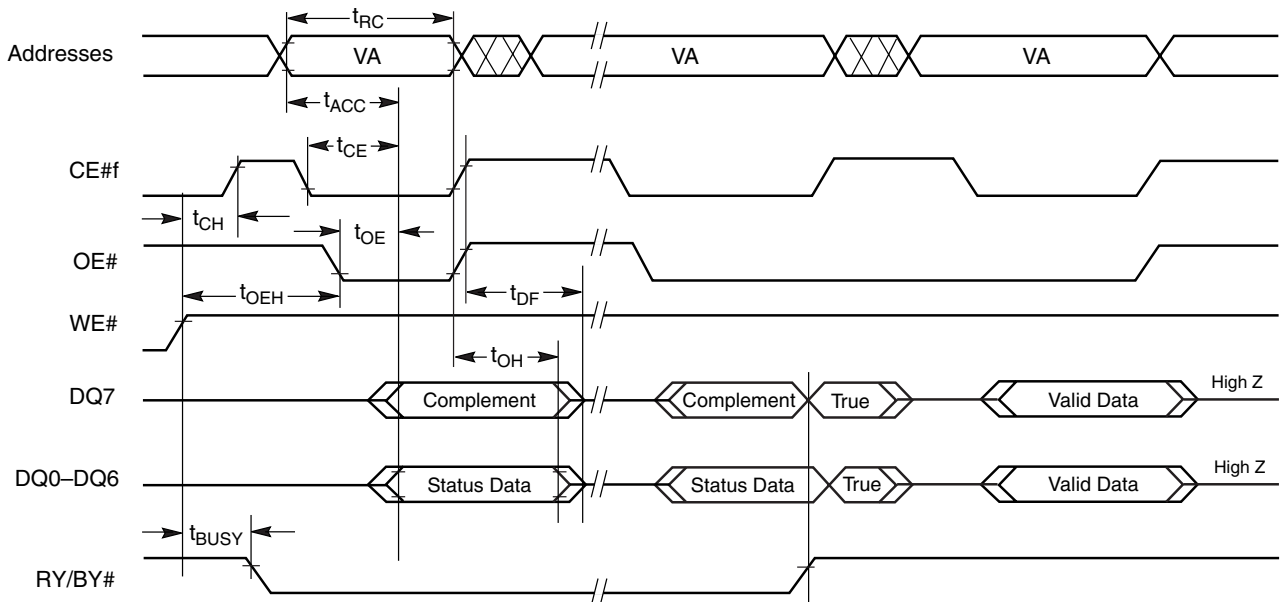 tRC
Addresses VA VA VA
tACC
tCE
CE#f
tCH tOE
OE#
tOEH tDF
WE#
tOH
DQ7 Complement Complement True Valid Data High Z
DQ0–DQ6 Status Data Status Data True Valid Data High Z
tBUSY
RY/BY#